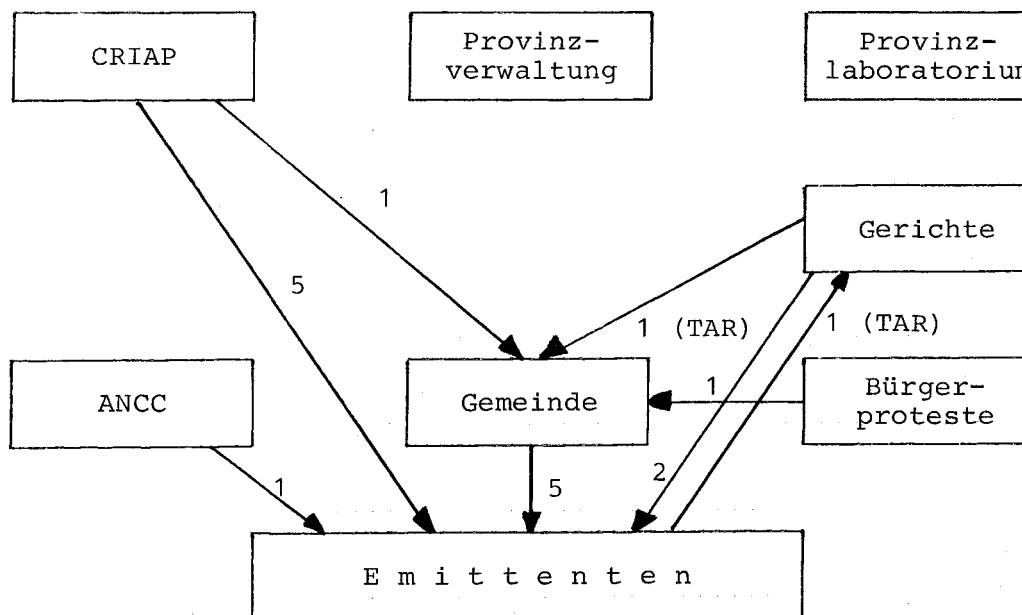 CRIAP
Provinz-
verwaltung
Provinz-
laboratorium
1
Gerichte
5
1 (TAR)
1 (TAR)
ANCC
Gemeinde
1
Bürger-
proteste
1
5
2
E m i t t e n t e n